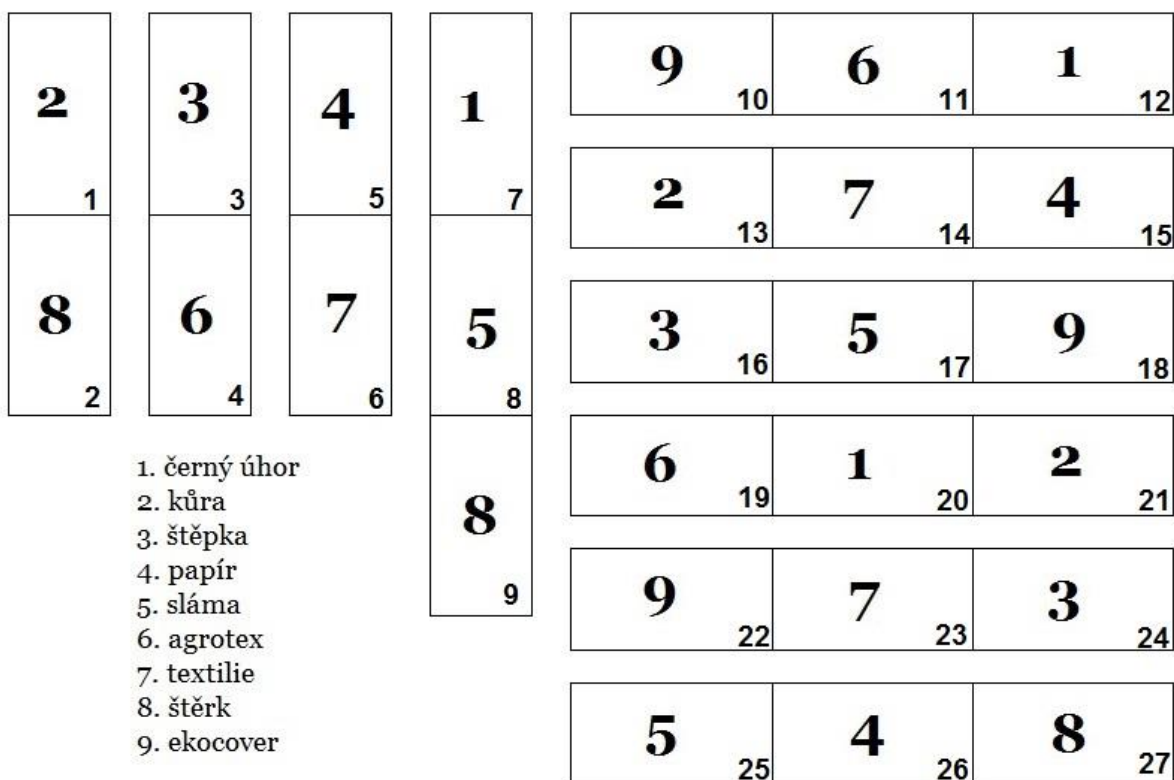 2 3 4 1
1 3 5 7
8 6 7 5
2 4 6 8
8
9
1. černý úhor
2. kůra
3. štěpka
4. papír
5. sláma
6. agrotex
7. textilie
8. štěrk
9. ekocover
9 6 1
10 11 12
2 7 4
13 14 15
3 5 9
16 17 18
6 1 2
19 20 21
9 7 3
22 23 24
5 4 8
25 26 27